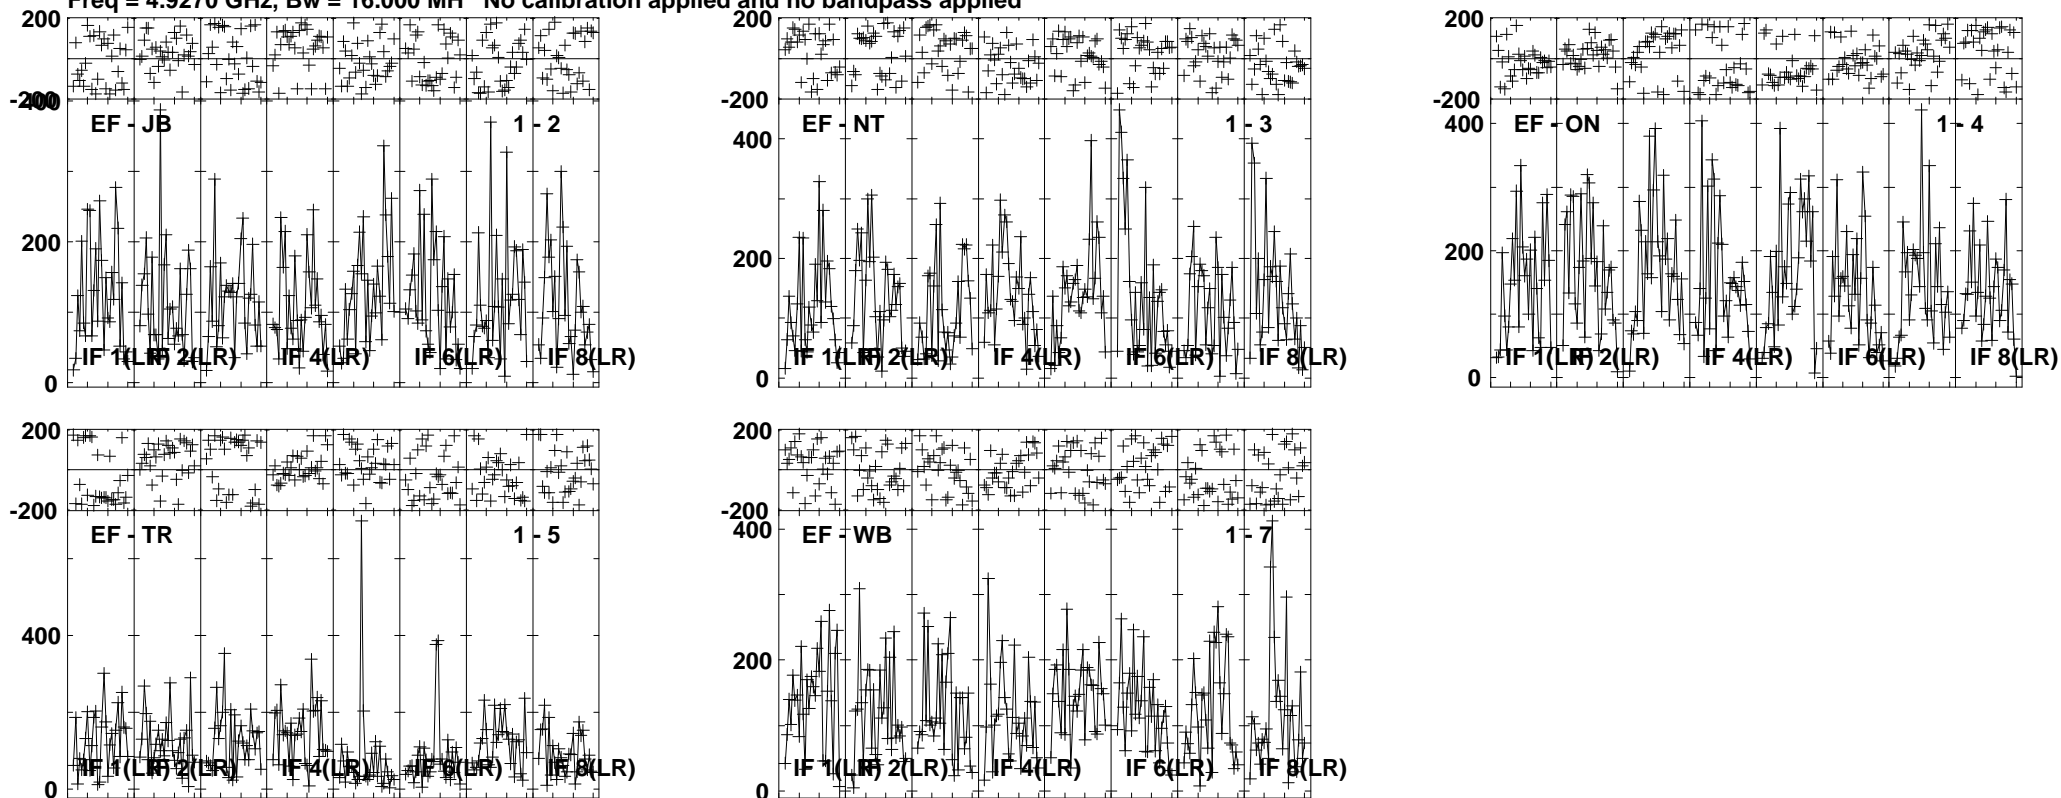 Freq = 4.9270 GHz, Bw = 16.000 MH No calibration applied and no bandpass applied
200
-200
400
200
0
EF - JB
1 - 2
IF 1(LR)
IF 2(LR)
IF 4(LR)
IF 6(LR)
IF 8(LR)
200
-200
400
200
0
EF - NT
1 - 3
IF 1(LR)
IF 2(LR)
IF 4(LR)
IF 6(LR)
IF 8(LR)
200
-200
400
200
0
EF - ON
1 - 4
IF 1(LR)
IF 2(LR)
IF 4(LR)
IF 6(LR)
IF 8(LR)
200
-200
400
0
EF - TR
1 - 5
IF 1(LR)
IF 2(LR)
IF 4(LR)
IF 6(LR)
IF 8(LR)
200
-200
400
200
0
EF - WB
1 - 7
IF 1(LR)
IF 2(LR)
IF 4(LR)
IF 6(LR)
IF 8(LR)